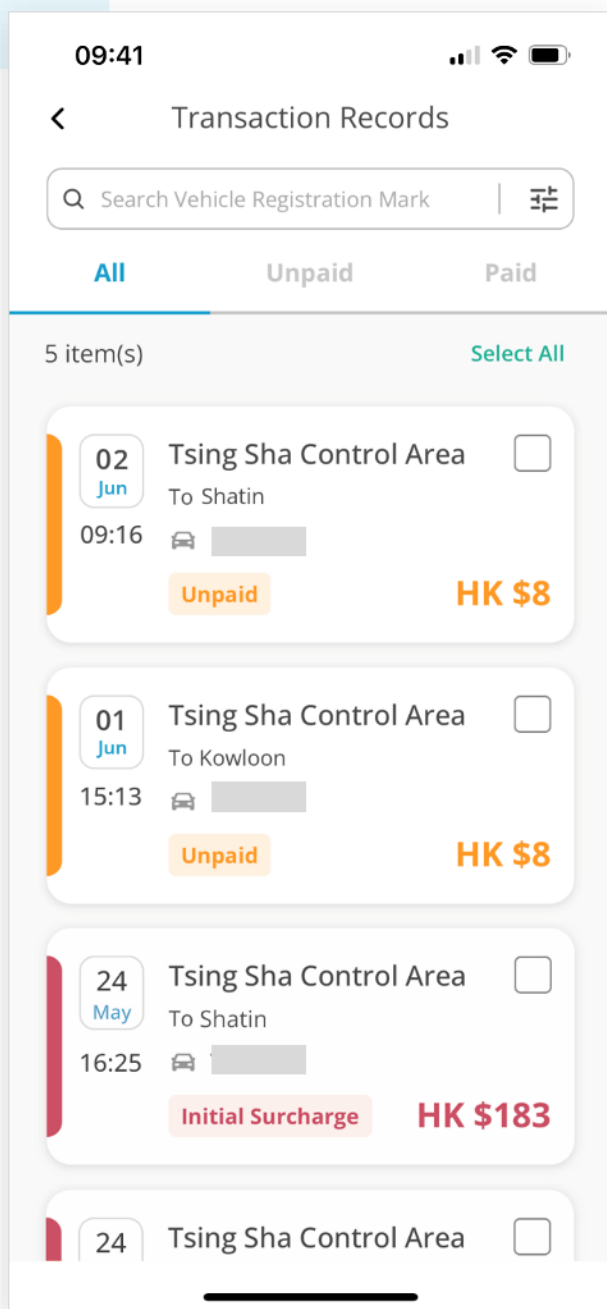 09:41
Transaction Records
Search Vehicle Registration Mark
All Unpaid Paid
5 item(s) Select All
02 Tsing Sha Control Area
Jun To Shatin
09:16
Unpaid HK $8
01 Tsing Sha Control Area
Jun To Kowloon
15:13
Unpaid HK $8
24 Tsing Sha Control Area
May To Shatin
16:25
Initial Surcharge HK $183
24 Tsing Sha Control Area